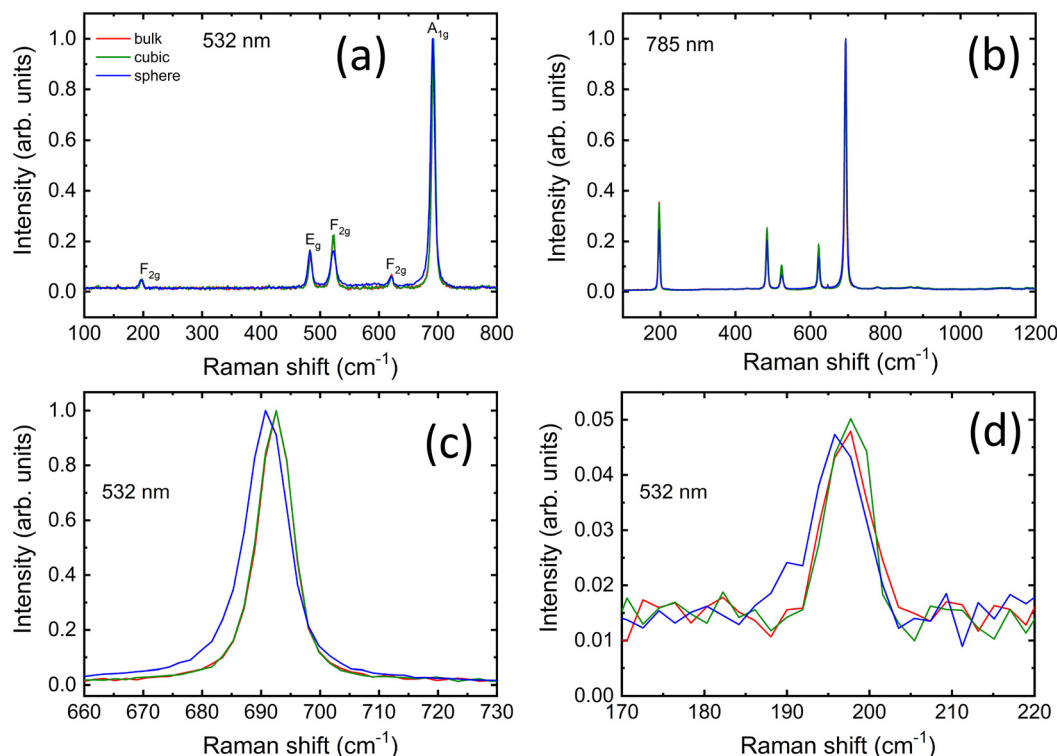 (a)
532 nm
bulk
cubic
sphere
F2g
Eg
F2g
F2g
A1g
1.0
0.8
0.6
0.4
0.2
0.0
100 200 300 400 500 600 700 800
Intensity (arb. units)
Raman shift (cm-1)
(b)
785 nm
1.0
0.8
0.6
0.4
0.2
0.0
200 400 600 800 1000 1200
Intensity (arb. units)
Raman shift (cm-1)
(c)
532 nm
1.0
0.8
0.6
0.4
0.2
0.0
660 670 680 690 700 710 720 730
Intensity (arb. units)
Raman shift (cm-1)
(d)
532 nm
0.05
0.04
0.03
0.02
0.01
0.00
170 180 190 200 210 220
Intensity (arb. units)
Raman shift (cm-1)